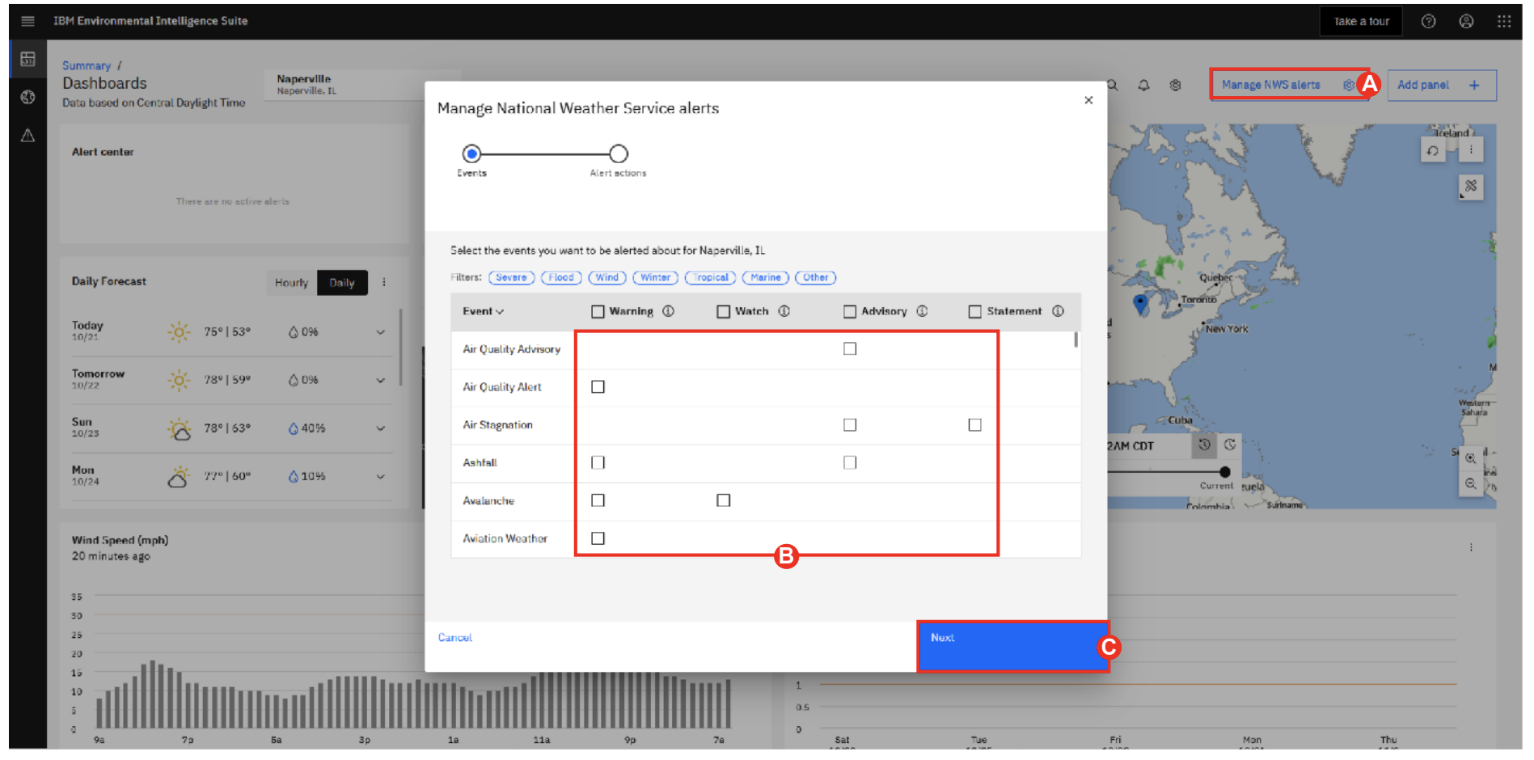 IBM Environmental Intelligence Suite
Take a tour
Summary /
Dashboards
Data based on Central Daylight Time
Naperville
Naperville, IL
Manage NWS alerts
A
Add panel +
Alert center
There are no active alerts
Daily Forecast
Hourly Daily
Today
10/21
75° | 53° 0%
Tomorrow
10/22
78° | 59° 0%
Sun
10/23
78° | 63° 40%
Mon
10/24
77° | 60° 10%
Manage National Weather Service alerts
Events Alert actions
Select the events you want to be alerted about for Naperville, IL
Filters: Severe Flood Wind Winter Tropical Marine Other
Event Warning Watch Advisory Statement
Air Quality Advisory
Air Quality Alert
Air Stagnation
Ashfall
Avalanche
Aviation Weather
B
Cancel
Next
C
Iceland
Quebec
Toronto
New York
Western
Sahara
Cuba
2AM CDT
Current
Colombia
Suriname
Wind Speed (mph)
20 minutes ago
35
30
25
20
15
10
5
0
9a 7p 5a 3p 1a 11a 9p 7a
1
0.5
0
Sat Tue Fri Mon Thu